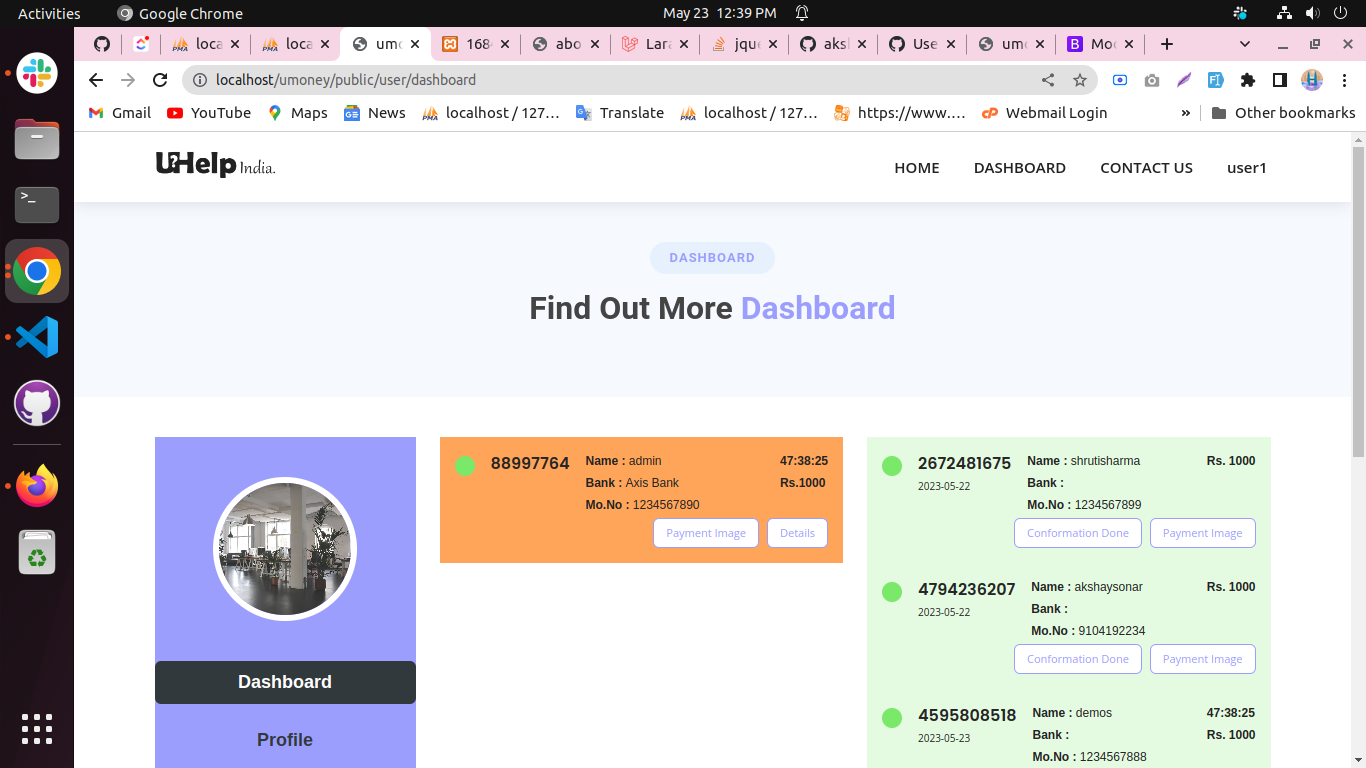 Activities
Google Chrome
May 23 12:39 PM
loca
loca
umo
168
abo
Lara
jque
aksh
Use
umo
Moc
localhost/umoney/public/user/dashboard
Gmail
YouTube
Maps
News
localhost / 127…
Translate
localhost / 127…
https://www.…
Webmail Login
»
Other bookmarks
U?Help India.
HOME
DASHBOARD
CONTACT US
user1
DASHBOARD
Find Out More Dashboard
Dashboard
Profile
88997764
Name : admin
47:38:25
Bank : Axis Bank
Rs.1000
Mo.No : 1234567890
Payment Image
Details
2672481675
Name : shrutisharma
Rs. 1000
2023-05-22
Bank :
Mo.No : 1234567899
Conformation Done
Payment Image
4794236207
Name : akshaysonar
Rs. 1000
2023-05-22
Bank :
Mo.No : 9104192234
Conformation Done
Payment Image
4595808518
Name : demos
47:38:25
2023-05-23
Bank :
Rs. 1000
Mo.No : 1234567888